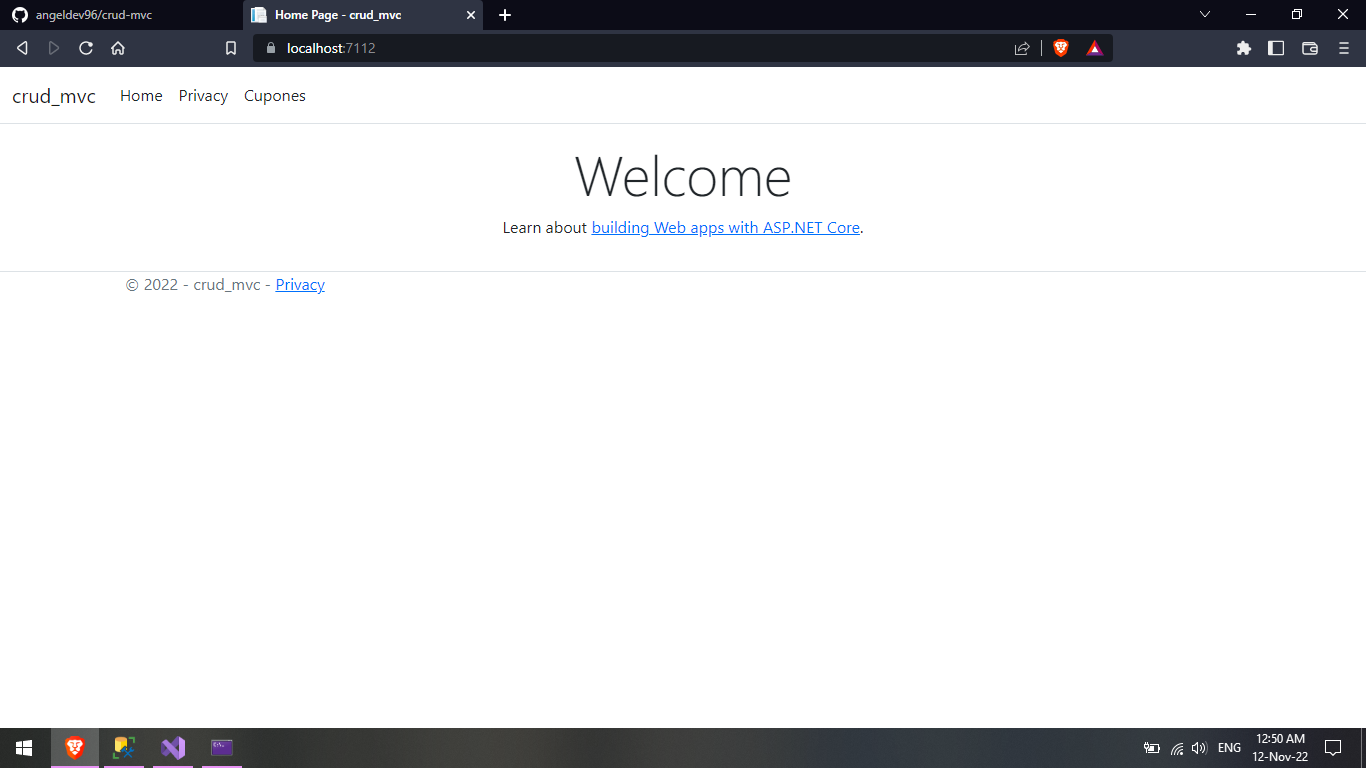 angeldev96/crud-mvc
Home Page - crud_mvc
localhost:7112
crud_mvc Home Privacy Cupones
Welcome
Learn about building Web apps with ASP.NET Core.
© 2022 - crud_mvc - Privacy
ENG
12:50 AM
12-Nov-22